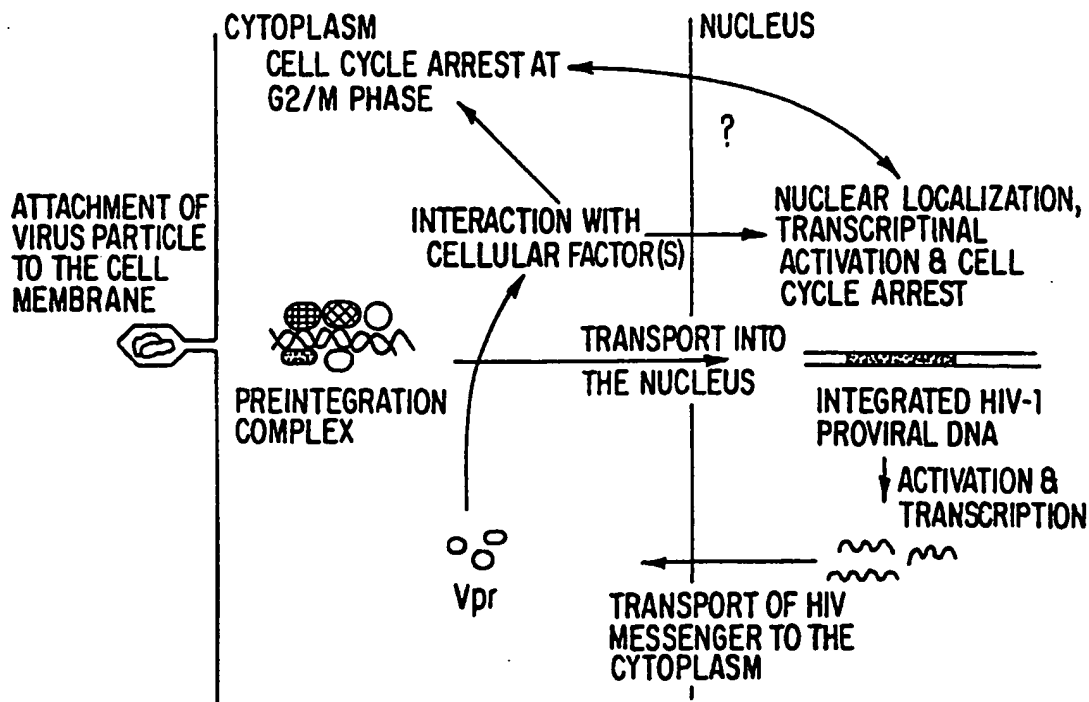 CYTOPLASM
CELL CYCLE ARREST AT
G2/M PHASE
NUCLEUS
?
ATTACHMENT OF
VIRUS PARTICLE
TO THE CELL
MEMBRANE
INTERACTION WITH
CELLULAR FACTOR(S)
NUCLEAR LOCALIZATION,
TRANSCRIPTINAL
ACTIVATION & CELL
CYCLE ARREST
PREINTEGRATION
COMPLEX
TRANSPORT INTO
THE NUCLEUS
INTEGRATED HIV-1
PROVIRAL DNA
ACTIVATION &
TRANSCRIPTION
Vpr
TRANSPORT OF HIV
MESSENGER TO THE
CYTOPLASM